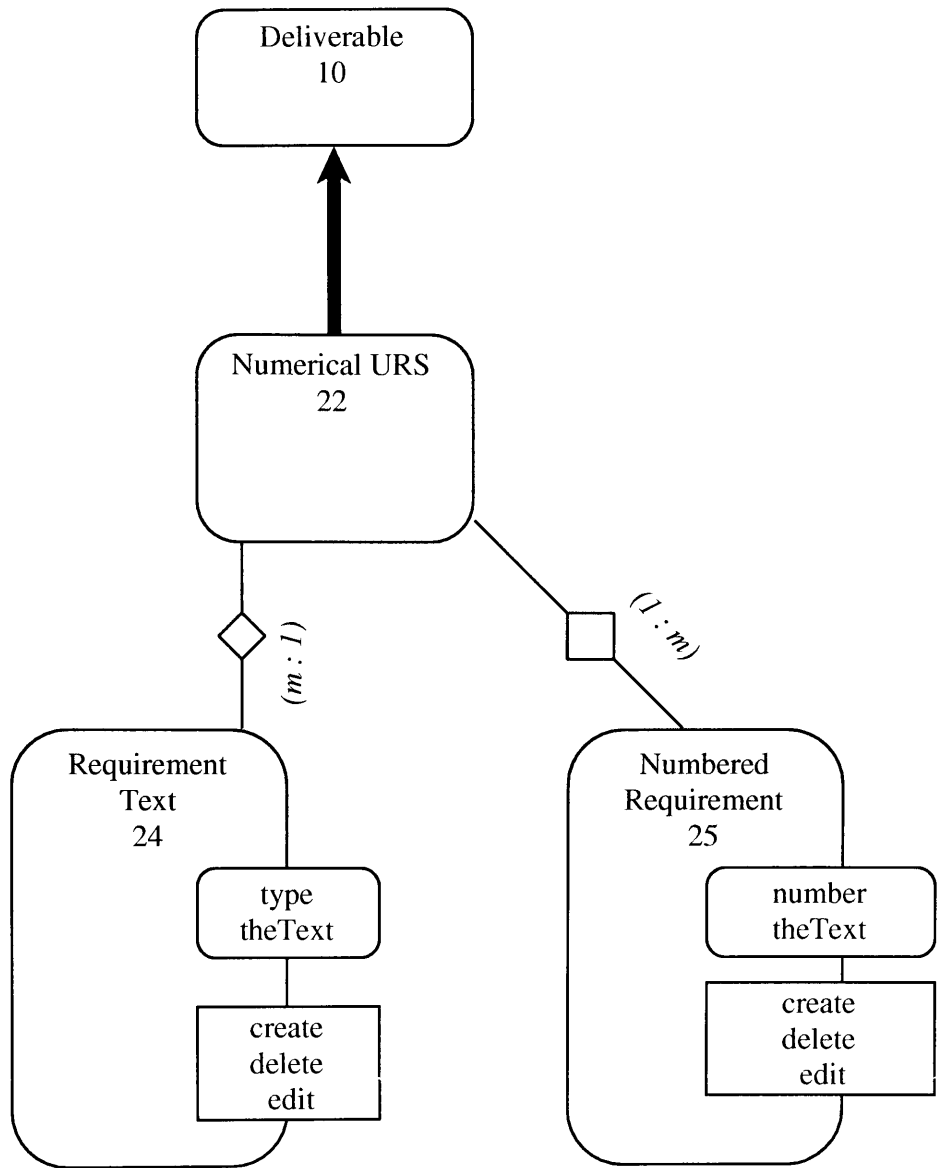 Deliverable
10
Numerical URS
22
(m : 1)
(1 : m)
Requirement
Text
24
type
theText
create
delete
edit
Numbered
Requirement
25
number
theText
create
delete
edit